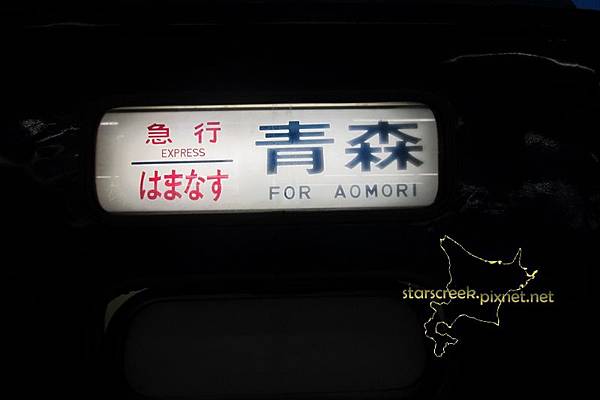 急行
EXPRESS
はまなす
青森
FOR AOMORI
starscreek.pixnet.net